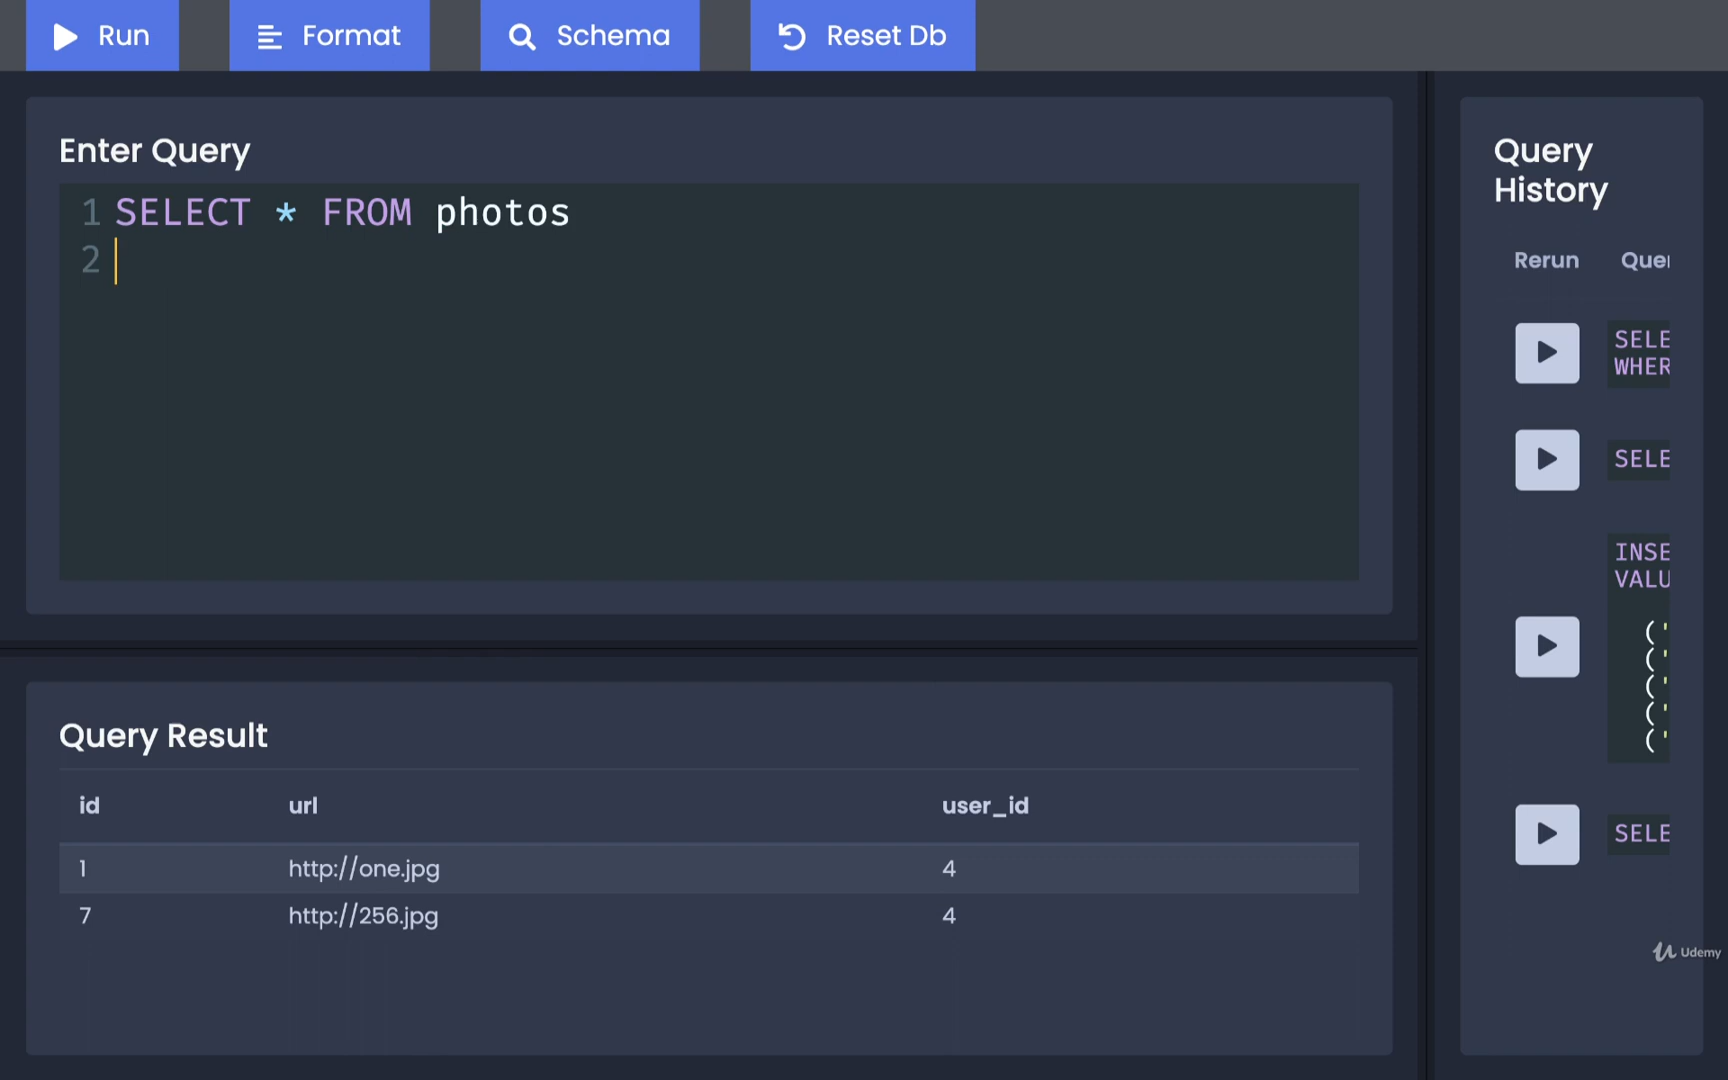 Run Format Schema Reset Db
Enter Query
1 SELECT * FROM photos
2
Query Result
id url user_id
1 http://one.jpg 4
7 http://256.jpg 4
Query
History
Rerun Quer
SELE
WHER
SELE
INSE
VALU
('
('
('
('
('
SELE
Udemy